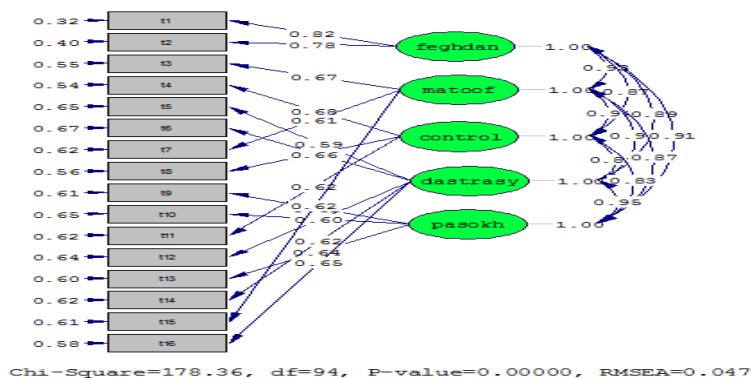 0.32 t1
0.40 t2
0.55 t3
0.54 t4
0.65 t5
0.67 t6
0.62 t7
0.56 t8
0.61 t9
0.65 t10
0.62 t11
0.64 t12
0.60 t13
0.62 t14
0.61 t15
0.58 t16
0.82
0.78
0.67
0.61
0.59
0.66
0.62
0.62
0.60
0.62
0.64
0.65
feghdan 1.00
matoof 1.00
control 1.00
dastrasy 1.00
pasokh 1.00
0.87
0.89
0.91
0.87
0.83
0.95
Chi-Square=178.36, df=94, P-value=0.00000, RMSEA=0.047